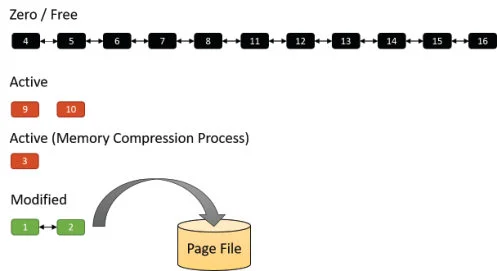 Zero / Free
4 5 6 7 8 11 12 13 14 15 16
Active
9 10
Active (Memory Compression Process)
3
Modified
1 2
Page File